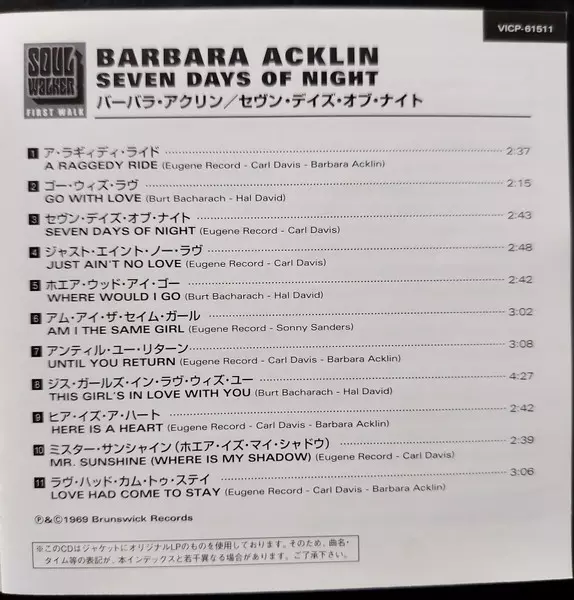 VICP-61511
SOUL
WALKER
FIRST WALK
BARBARA ACKLIN
SEVEN DAYS OF NIGHT
バーバラ・アクリン／セヴン・デイズ・オブ・ナイト
1 ア・ラギィディ・ライド 2:37
A RAGGEDY RIDE (Eugene Record - Carl Davis - Barbara Acklin)
2 ゴー・ウィズ・ラヴ 2:15
GO WITH LOVE (Burt Bacharach - Hal David)
3 セヴン・デイズ・オブ・ナイト 2:43
SEVEN DAYS OF NIGHT (Eugene Record - Carl Davis)
4 ジャスト・エイント・ノー・ラヴ 2:48
JUST AIN'T NO LOVE (Eugene Record - Carl Davis)
5 ホエア・ウッド・アイ・ゴー 2:42
WHERE WOULD I GO (Burt Bacharach - Hal David)
6 アム・アイ・ザ・セイム・ガール 3:02
AM I THE SAME GIRL (Eugene Record - Sonny Sanders)
7 アンティル・ユー・リターン 3:08
UNTIL YOU RETURN (Eugene Record - Carl Davis - Barbara Acklin)
8 ジス・ガールズ・イン・ラヴ・ウィズ・ユー 4:27
THIS GIRL'S IN LOVE WITH YOU (Burt Bacharach - Hal David)
9 ヒア・イズ・ア・ハート 2:42
HERE IS A HEART (Eugene Record - Carl Davis - Barbara Acklin)
10 ミスター・サンシャイン（ホエア・イズ・マイ・シャドウ） 2:39
MR. SUNSHINE (WHERE IS MY SHADOW) (Eugene Record - Carl Davis)
11 ラヴ・ハッド・カム・トゥ・ステイ 3:06
LOVE HAD COME TO STAY (Eugene Record - Carl Davis - Barbara Acklin)
℗&©1969 Brunswick Records
※このCDはジャケットにオリジナルLPのものを使用しております。そのため、曲名・
タイム等の表記が、本インデックスと若干異なる場合があります。ご了承下さい。